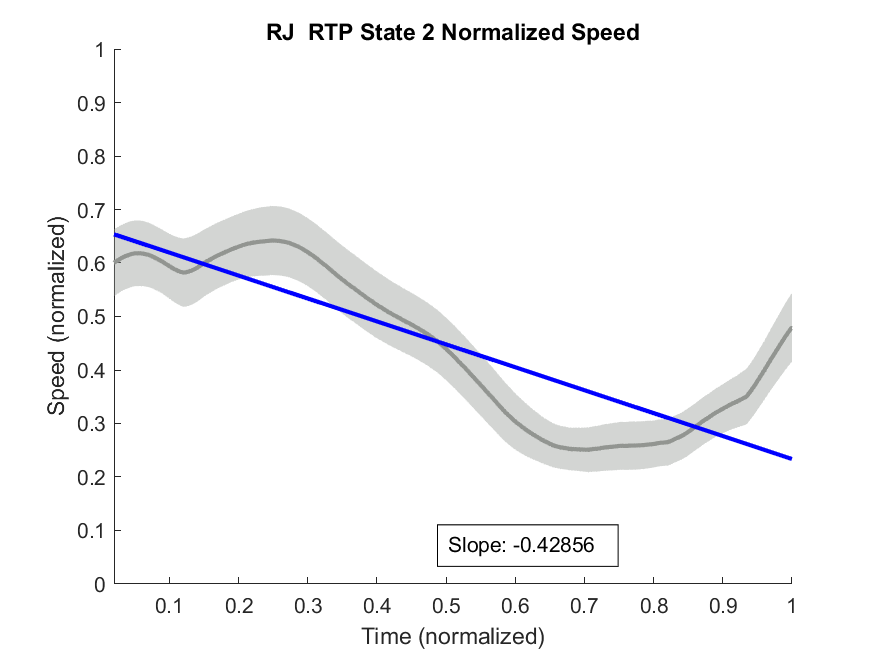 RJ  RTP State 2 Normalized Speed
1
0.9
0.8
0.7
0.6
0.5
0.4
0.3
0.2
0.1
0
Speed (normalized)
Slope: -0.42856
0.1 0.2 0.3 0.4 0.5 0.6 0.7 0.8 0.9 1
Time (normalized)